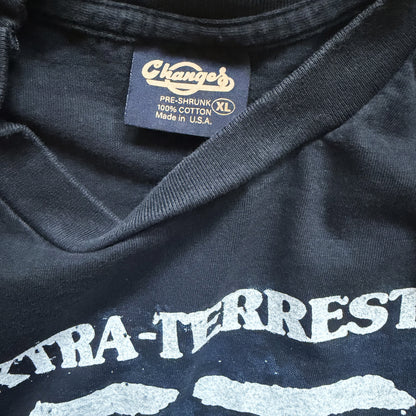 Changes
PRE-SHRUNK
100% COTTON
Made in U.S.A.
XL
XTRA-TERREST